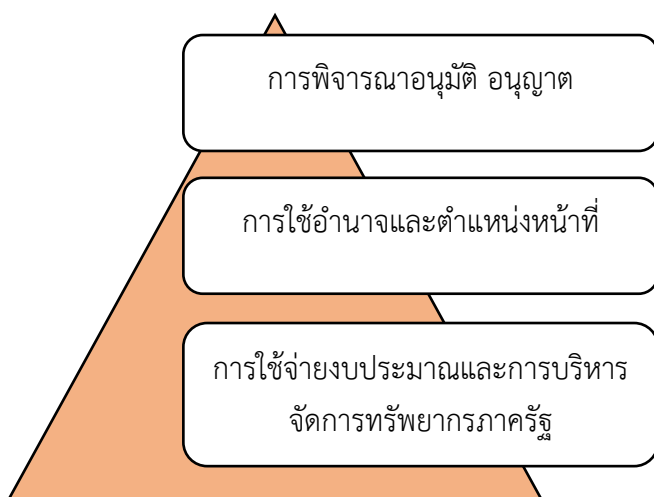 การพิจารณาอนุมัติ อนุญาต
การใช้อำนาจและตำแหน่งหน้าที่
การใช้จ่ายงบประมาณและการบริหาร
จัดการทรัพยากรภาครัฐ